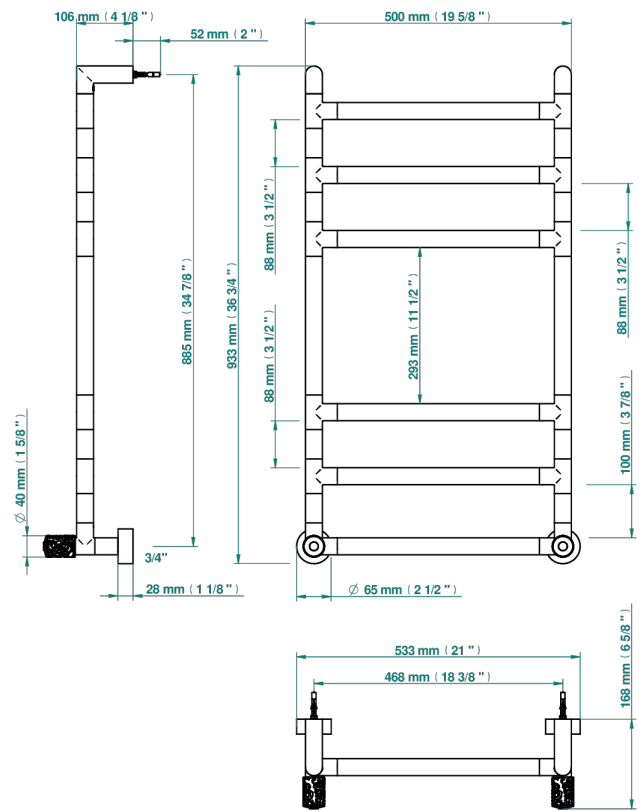 106 mm ( 4 1/8 " )
52 mm ( 2 " )
500 mm ( 19 5/8 " )
885 mm ( 34 7/8 " )
933 mm ( 36 3/4 " )
88 mm ( 3 1/2 " )
88 mm ( 3 1/2 " )
293 mm ( 11 1/2 " )
88 mm ( 3 1/2 " )
100 mm ( 3 7/8 " )
Ø 40 mm ( 1 5/8 " )
3/4"
28 mm ( 1 1/8 " )
Ø 65 mm ( 2 1/2 " )
533 mm ( 21 " )
468 mm ( 18 3/8 " )
168 mm ( 6 5/8 " )